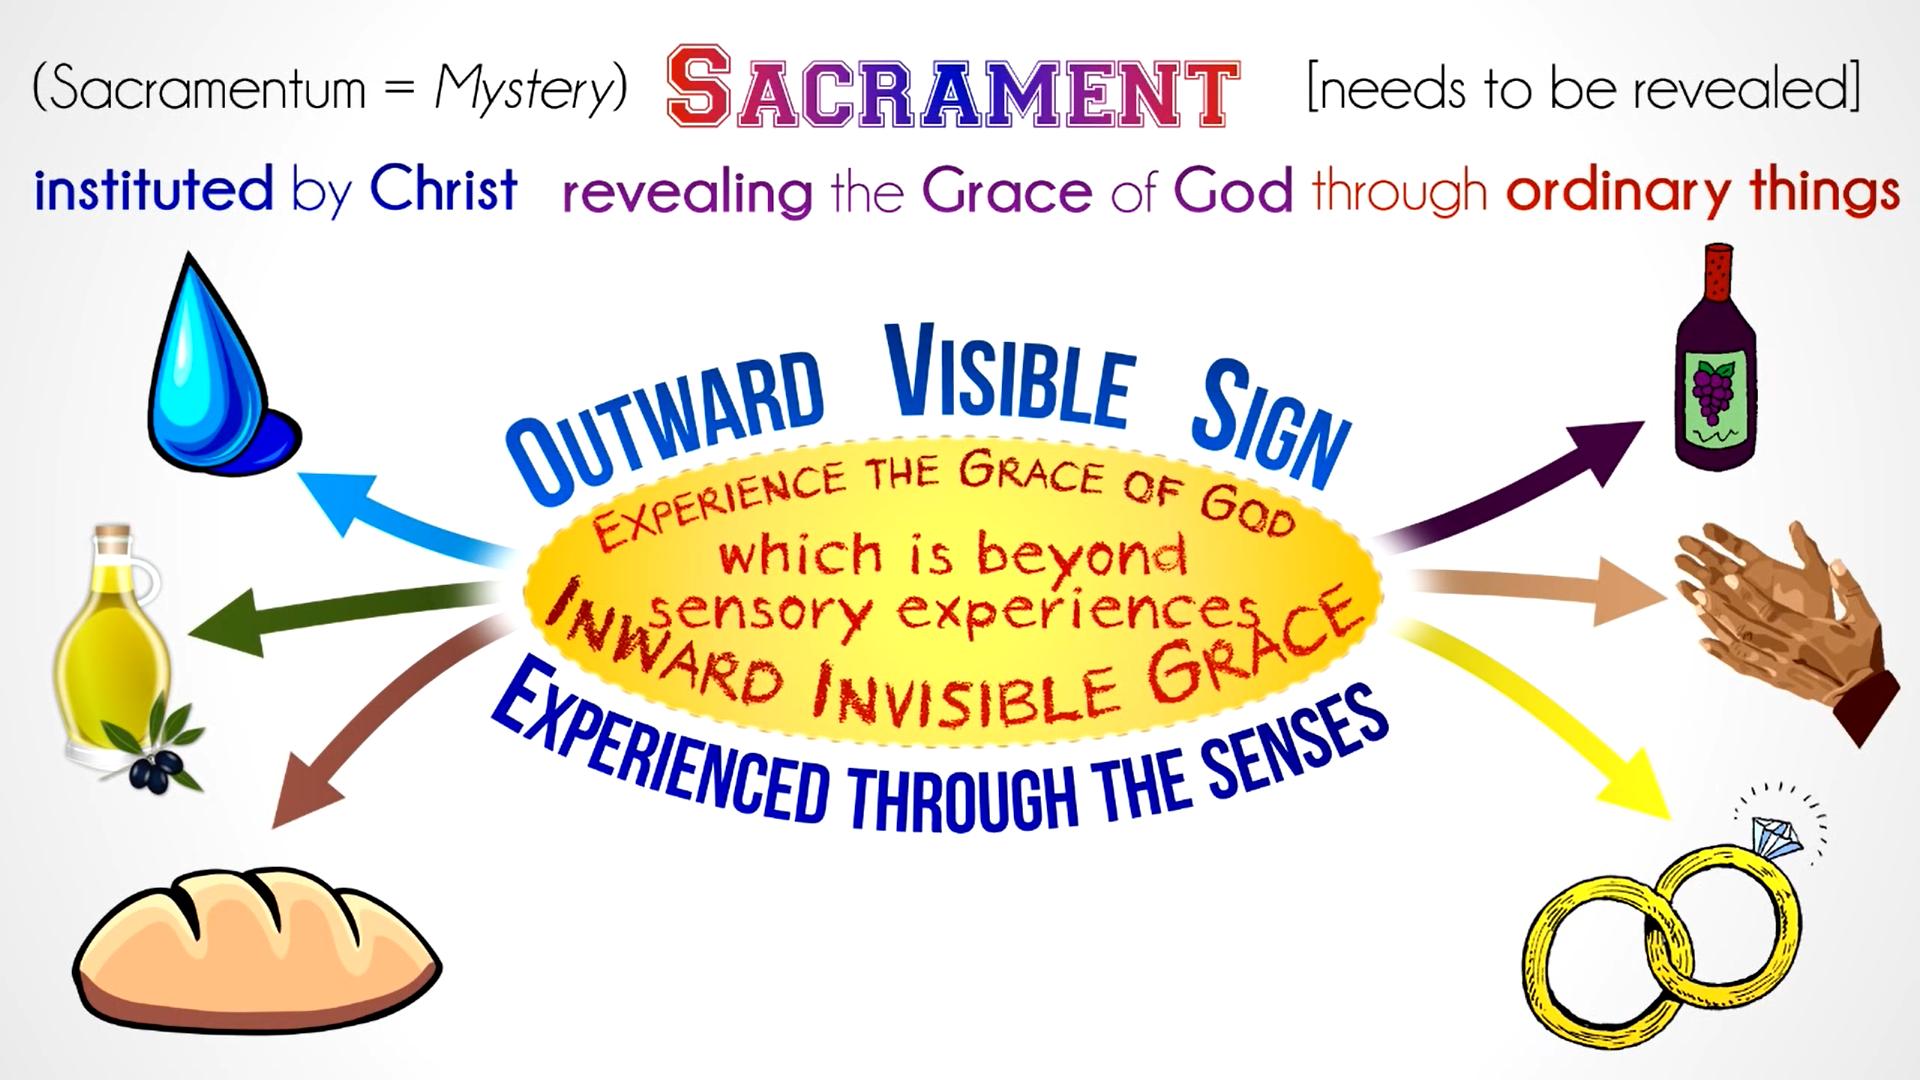 (Sacramentum = Mystery) SACRAMENT [needs to be revealed]
instituted by Christ revealing the Grace of God through ordinary things
OUTWARD VISIBLE SIGN
EXPERIENCE THE GRACE OF GOD
which is beyond
sensory experiences
INWARD INVISIBLE GRACE
EXPERIENCED THROUGH THE SENSES